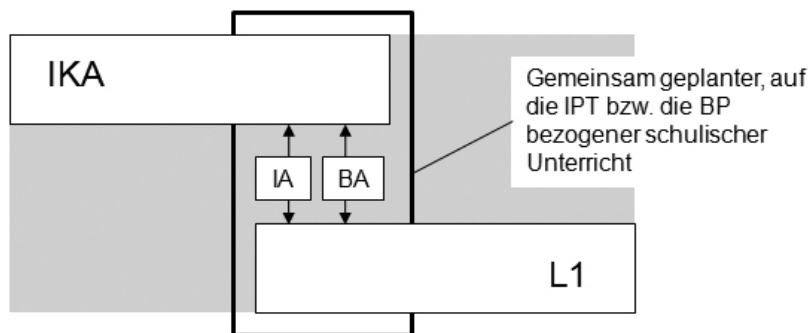 IKA
Gemeinsam geplanter, auf
die IPT bzw. die BP
bezogener schulischer
Unterricht
IA
BA
L1